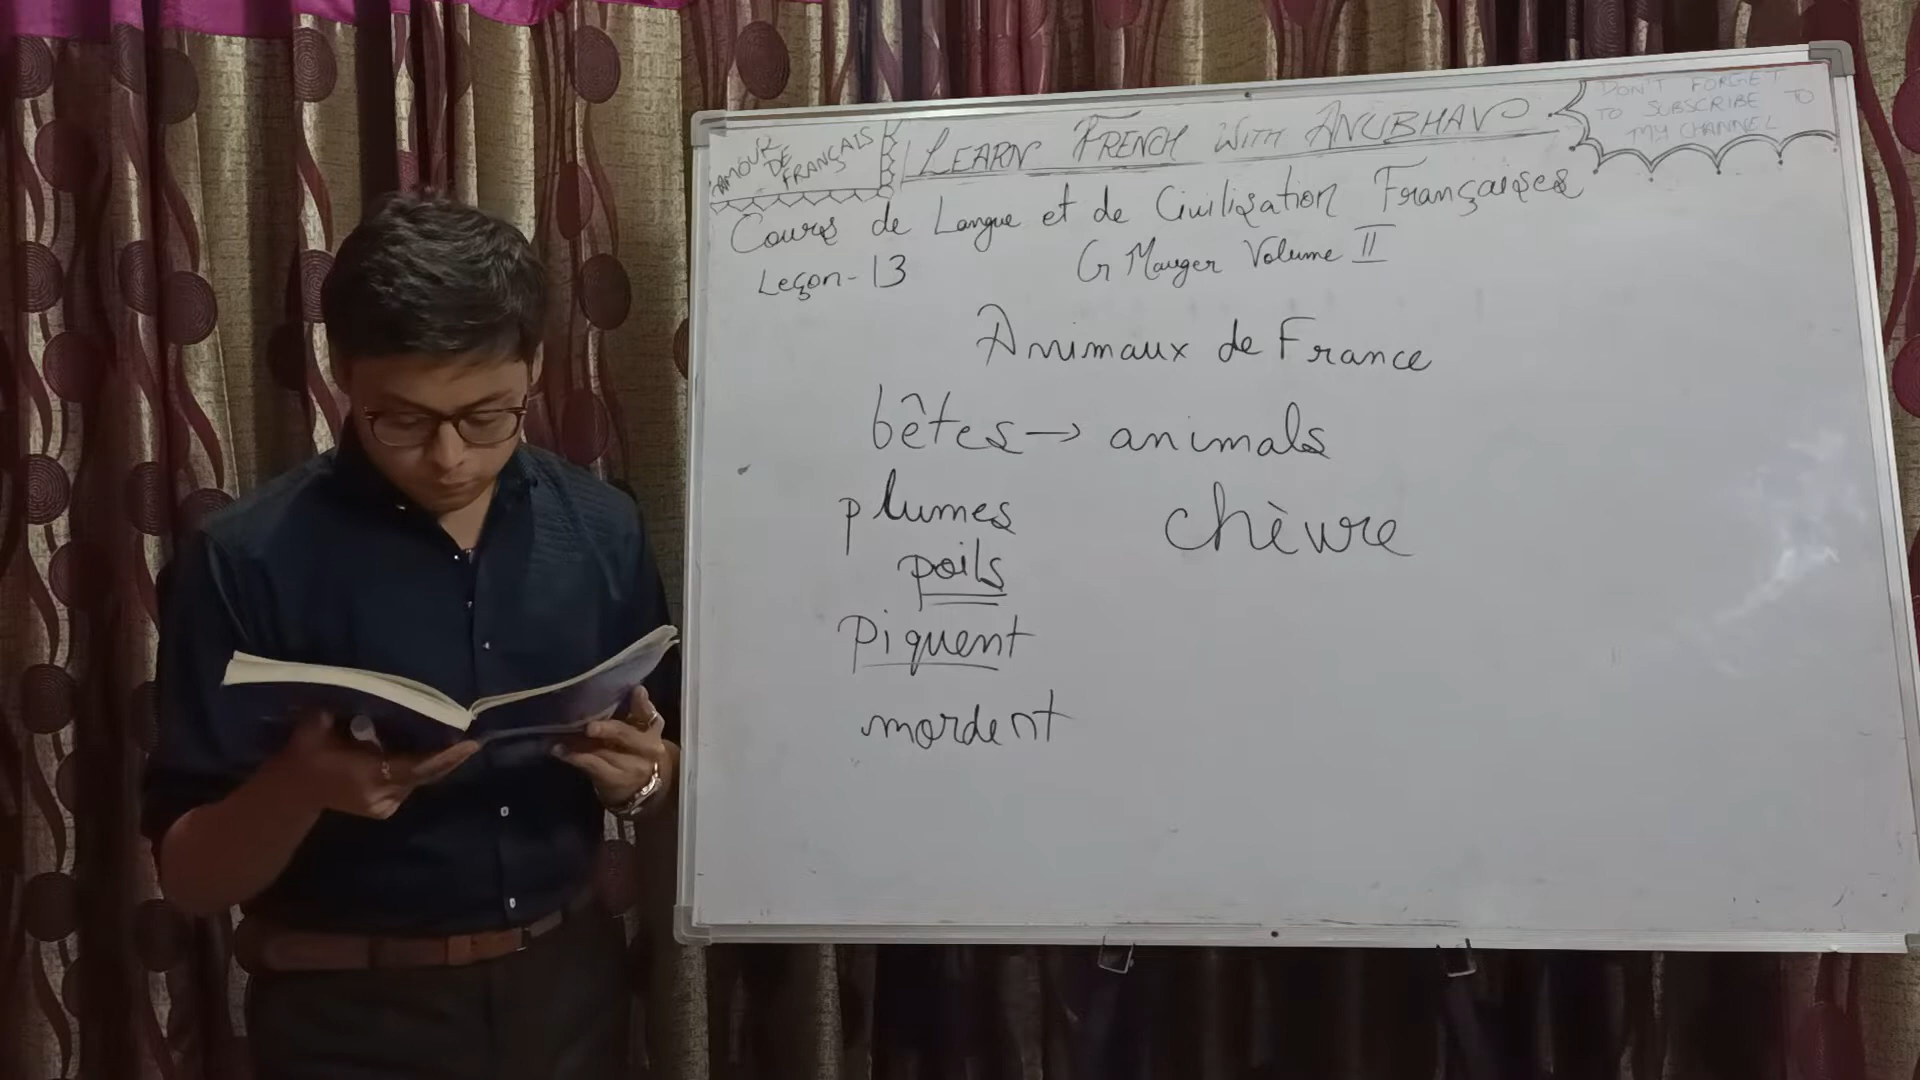 AMOUR
DE
FRANÇAIS
LEARN FRENCH WITH ANUBHAV
DON'T FORGET
TO SUBSCRIBE TO
MY CHANNEL
Cours de Langue et de Civilisation Françaises
Leçon-13
G Mauger Volume II
Animaux de France
bêtes → animals
plumes
chèvre
poils
Piquent
mordent